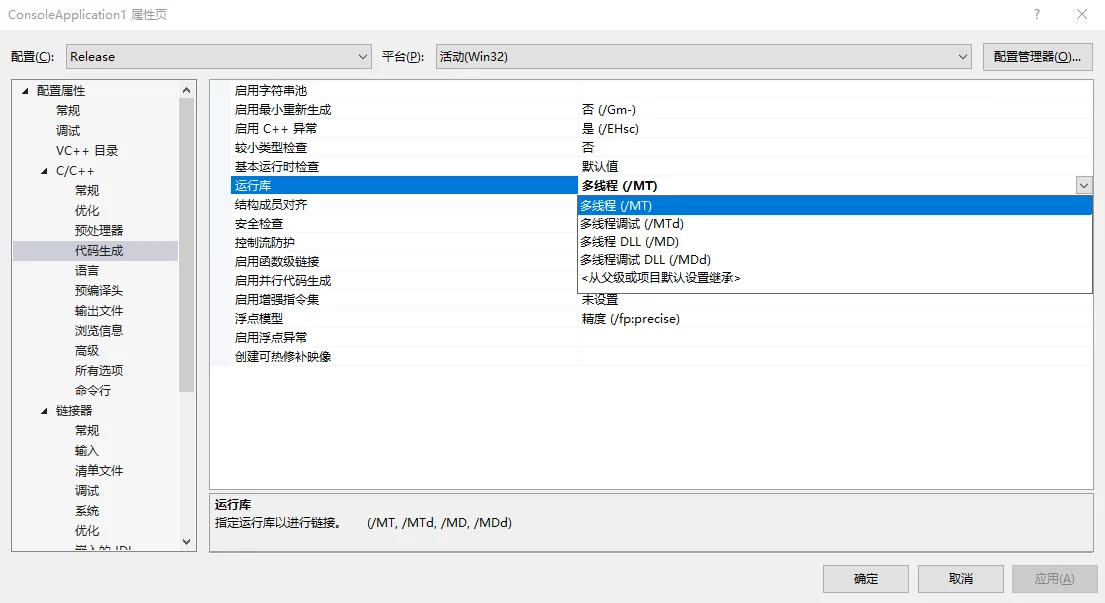 ConsoleApplication1 属性页
?
配置(C):
Release
平台(P):
活动(Win32)
配置管理器(O)...
配置属性
常规
调试
VC++ 目录
C/C++
常规
优化
预处理器
代码生成
语言
预编译头
输出文件
浏览信息
高级
所有选项
命令行
链接器
常规
输入
清单文件
调试
系统
优化
嵌入的 IDL
启用字符串池
启用最小重新生成 否 (/Gm-)
启用 C++ 异常 是 (/EHsc)
较小类型检查 否
基本运行时检查 默认值
运行库 多线程 (/MT)
结构成员对齐
安全检查
控制流防护
启用函数级链接
启用并行代码生成
启用增强指令集 未设置
浮点模型 精度 (/fp:precise)
启用浮点异常
创建可热修补映像
多线程 (/MT)
多线程调试 (/MTd)
多线程 DLL (/MD)
多线程调试 DLL (/MDd)
<从父级或项目默认设置继承>
运行库
指定运行库以进行链接。 (/MT, /MTd, /MD, /MDd)
确定
取消
应用(A)